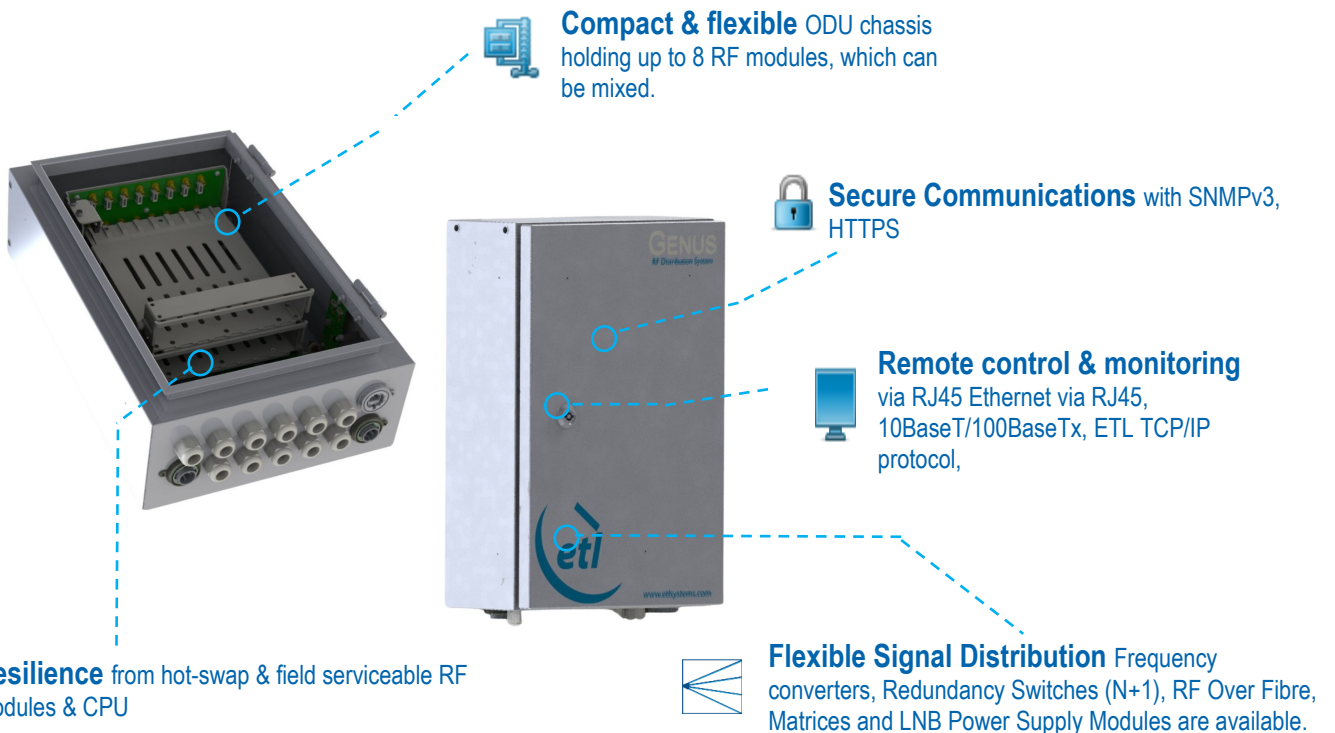 Compact & flexible ODU chassis
holding up to 8 RF modules, which can
be mixed.
Secure Communications with SNMPv3,
HTTPS
GENUS
RF Distribution System
Remote control & monitoring
via RJ45 Ethernet via RJ45,
10BaseT/100BaseTx, ETL TCP/IP
protocol,
etl
www.etlsystems.com
esilience from hot-swap & field serviceable RF
odules & CPU
Flexible Signal Distribution Frequency
converters, Redundancy Switches (N+1), RF Over Fibre,
Matrices and LNB Power Supply Modules are available.